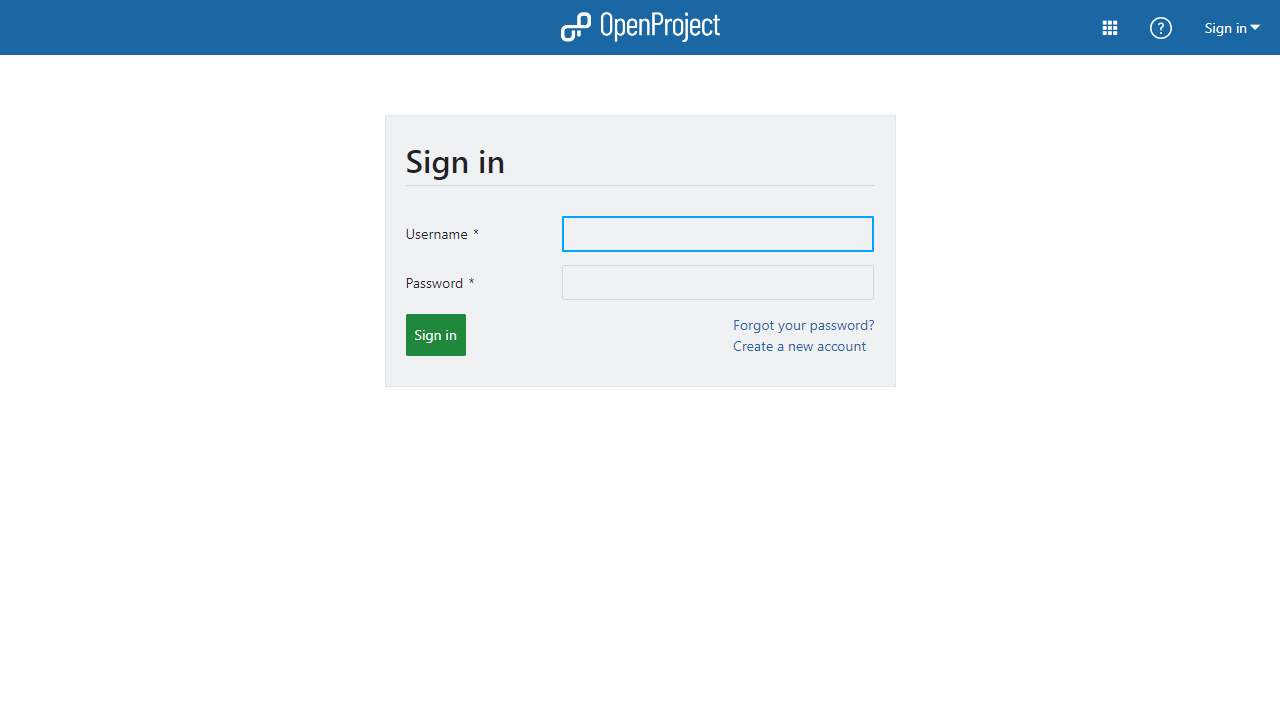 OpenProject
Sign in
Sign in
Username *
Password *
Sign in
Forgot your password?
Create a new account